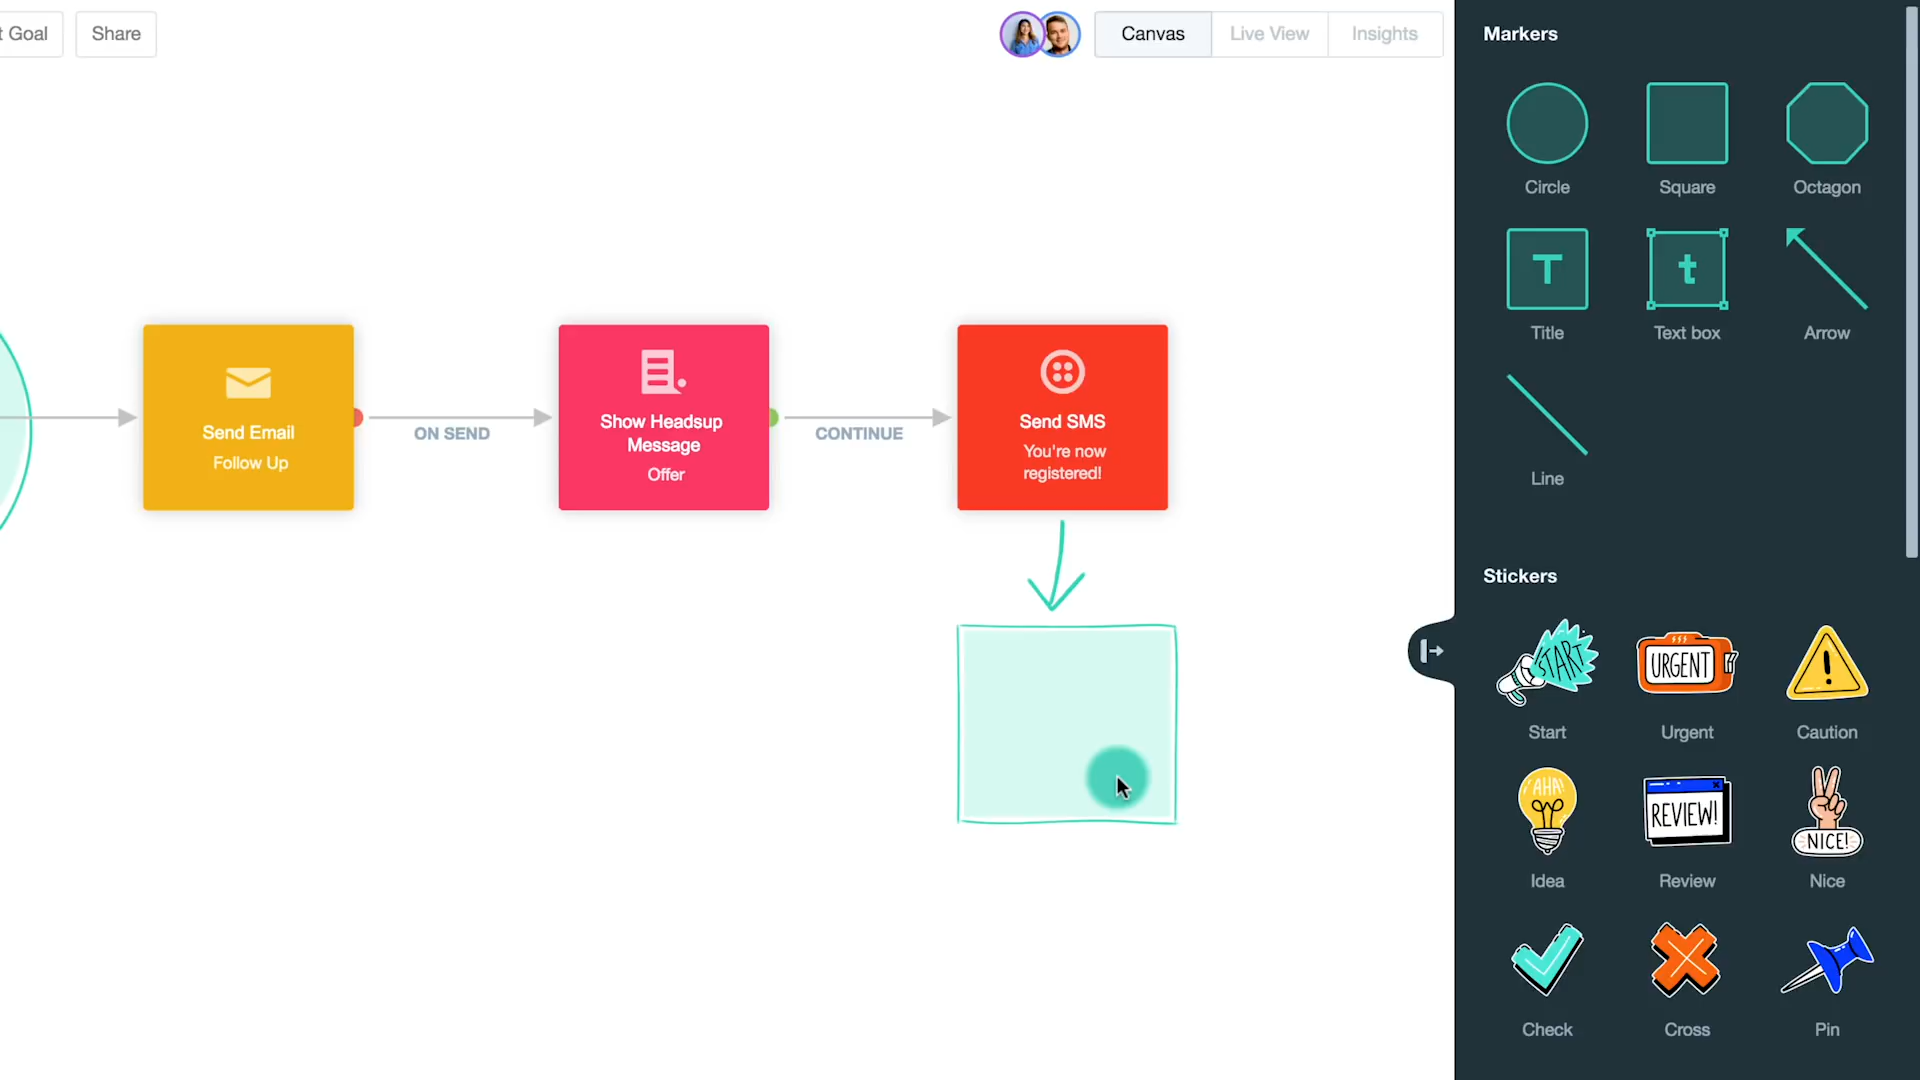 t Goal
Share
Canvas
Live View
Insights
Markers
Circle
Square
Octagon
T
t
Title
Text box
Arrow
Line
Send Email
Follow Up
ON SEND
Show Headsup
Message
Offer
CONTINUE
Send SMS
You're now
registered!
Stickers
START
URGENT
!
Start
Urgent
Caution
AHA!
REVIEW!
NICE!
Idea
Review
Nice
Check
Cross
Pin